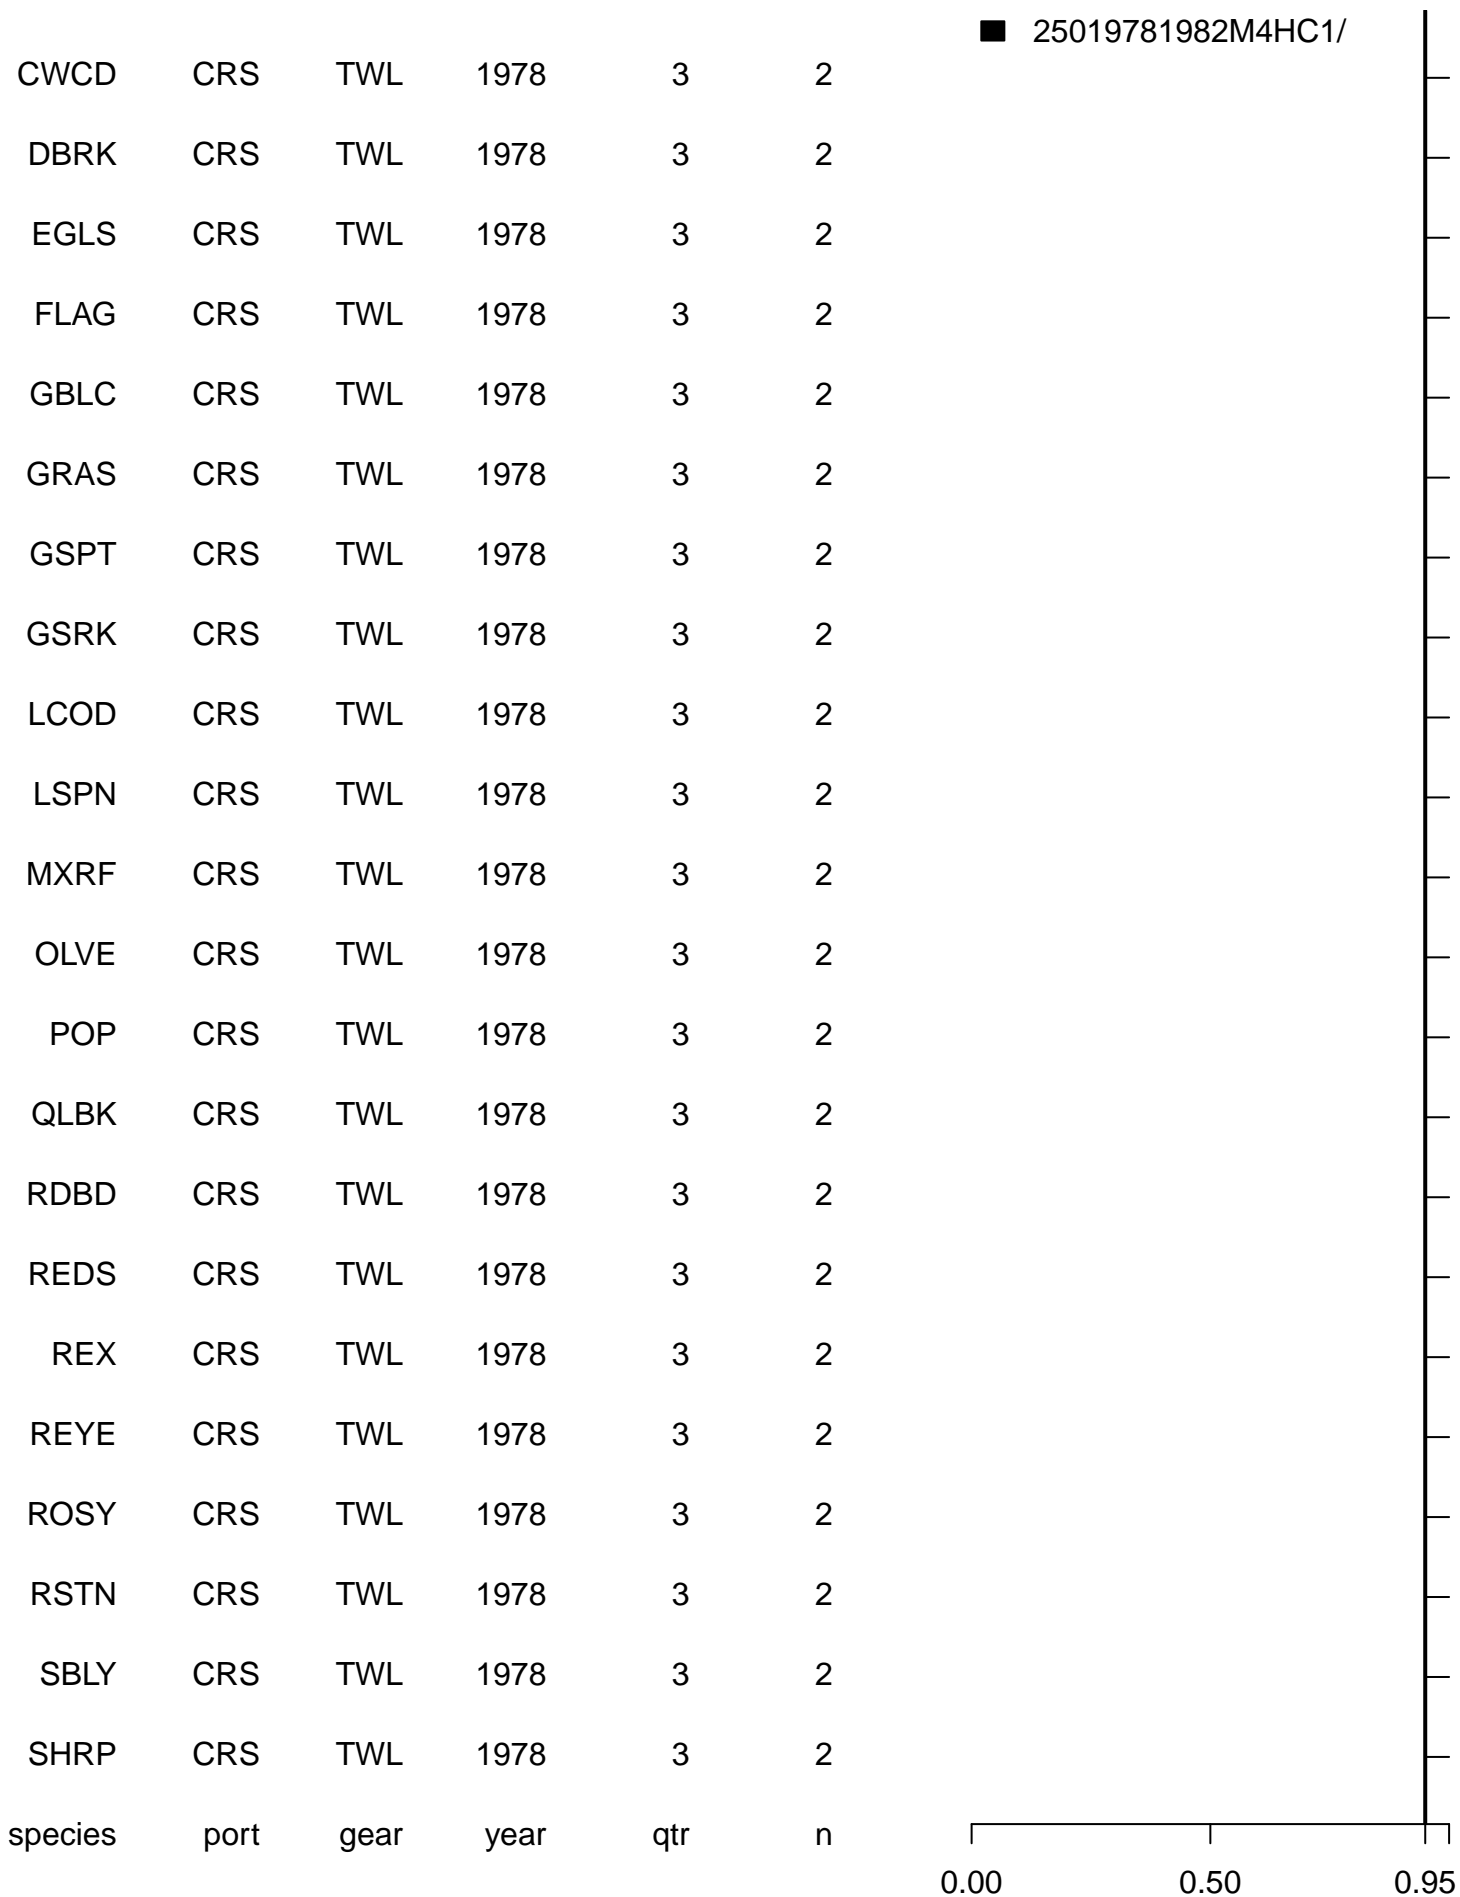 25019781982M4HC1/
CWCD CRS TWL 1978 3 2
DBRK CRS TWL 1978 3 2
EGLS CRS TWL 1978 3 2
FLAG CRS TWL 1978 3 2
GBLC CRS TWL 1978 3 2
GRAS CRS TWL 1978 3 2
GSPT CRS TWL 1978 3 2
GSRK CRS TWL 1978 3 2
LCOD CRS TWL 1978 3 2
LSPN CRS TWL 1978 3 2
MXRF CRS TWL 1978 3 2
OLVE CRS TWL 1978 3 2
POP CRS TWL 1978 3 2
QLBK CRS TWL 1978 3 2
RDBD CRS TWL 1978 3 2
REDS CRS TWL 1978 3 2
REX CRS TWL 1978 3 2
REYE CRS TWL 1978 3 2
ROSY CRS TWL 1978 3 2
RSTN CRS TWL 1978 3 2
SBLY CRS TWL 1978 3 2
SHRP CRS TWL 1978 3 2
species port gear year qtr n
0.00 0.50 0.95